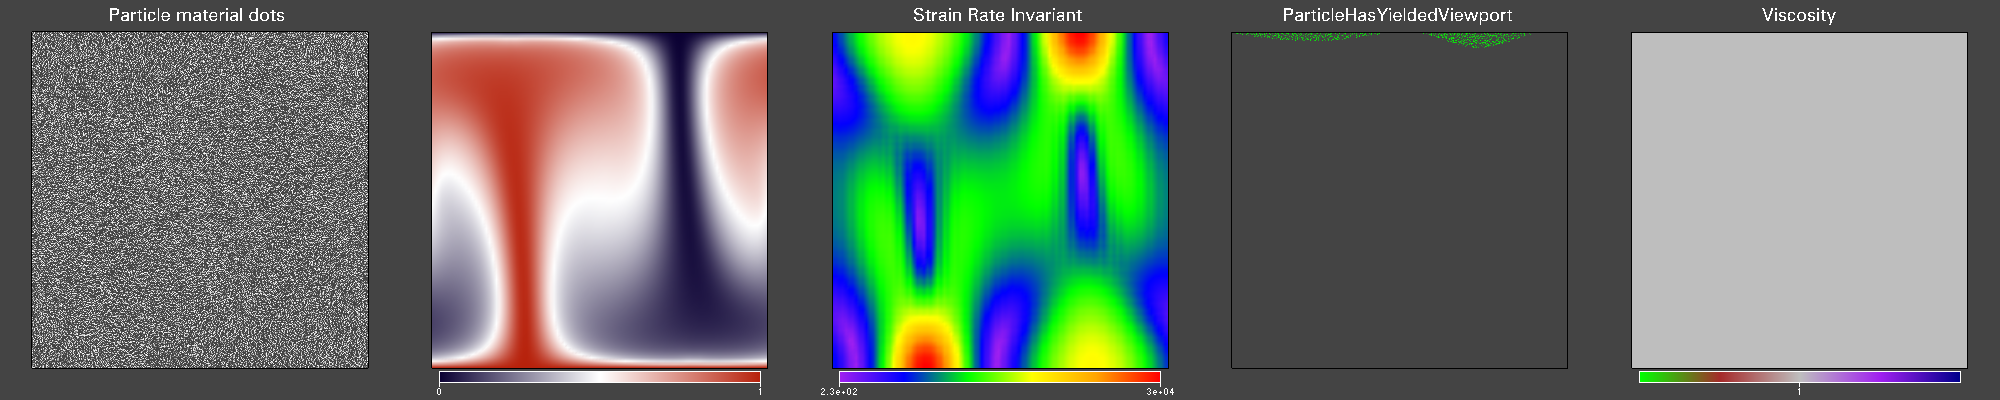 Particle material dots
Strain Rate Invariant
ParticleHasYieldedViewport
Viscosity
0
1
2.3e+02
3e+04
1